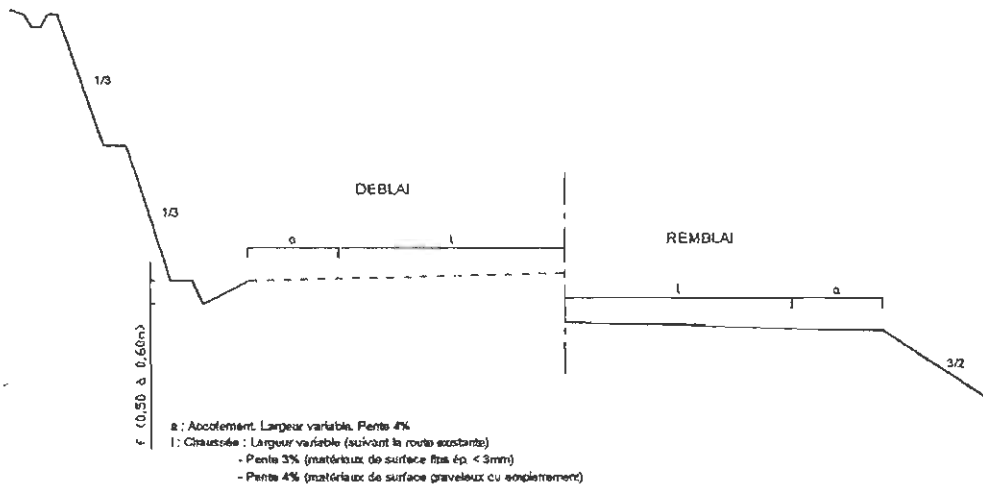 1/3
DEBLAI
1/3
a
l
REMBLAI
l
a
F (0,50 à 0,60m)
3/2
a : Accotement. Largeur variable. Pente 4%
l : Chaussée : Largeur variable (suivant la route existante)
- Pente 3% (matériaux de surface fins ép. < 3mm)
- Pente 4% (matériaux de surface graveleux ou empierrement)